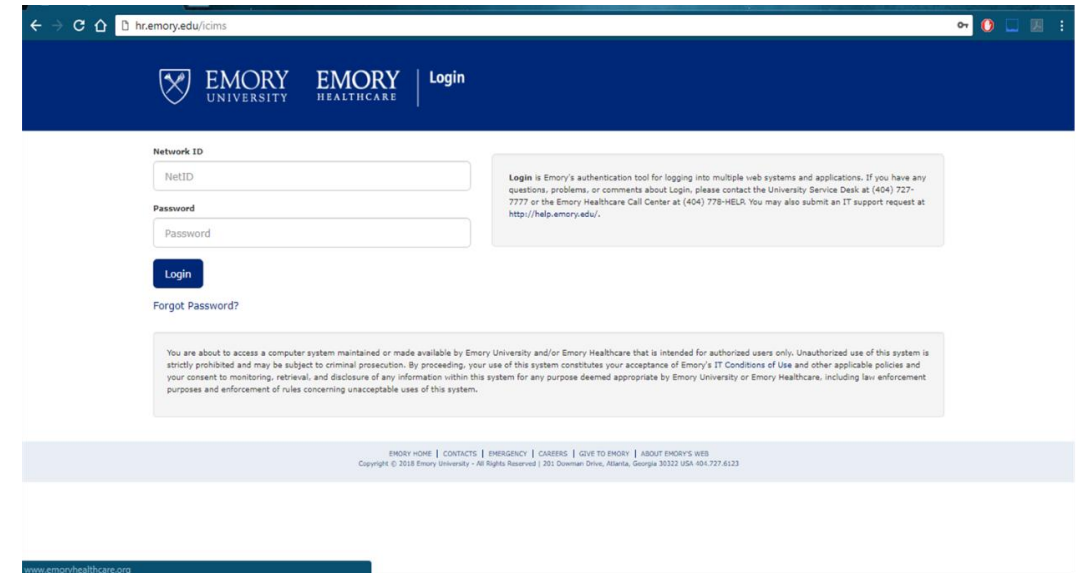 hr.emory.edu/icims
EMORY
UNIVERSITY
EMORY
HEALTHCARE
Login
Network ID
NetID
Password
Password
Login
Forgot Password?
Login is Emory's authentication tool for logging into multiple web systems and applications. If you have any
questions, problems, or comments about Login, please contact the University Service Desk at (404) 727-
7777 or the Emory Healthcare Call Center at (404) 778-HELP. You may also submit an IT support request at
http://help.emory.edu/.
You are about to access a computer system maintained or made available by Emory University and/or Emory Healthcare that is intended for authorized users only. Unauthorized use of this system is
strictly prohibited and may be subject to criminal prosecution. By proceeding, your use of this system constitutes your acceptance of Emory's IT Conditions of Use and other applicable policies and
your consent to monitoring, retrieval, and disclosure of any information within this system for any purpose deemed appropriate by Emory University or Emory Healthcare, including law enforcement
purposes and enforcement of rules concerning unacceptable uses of this system.
EMORY HOME | CONTACTS | EMERGENCY | CAREERS | GIVE TO EMORY | ABOUT EMORY'S WEB
Copyright © 2018 Emory University - All Rights Reserved | 201 Dowman Drive, Atlanta, Georgia 30322 USA 404.727.6123
www.emoryhealthcare.org